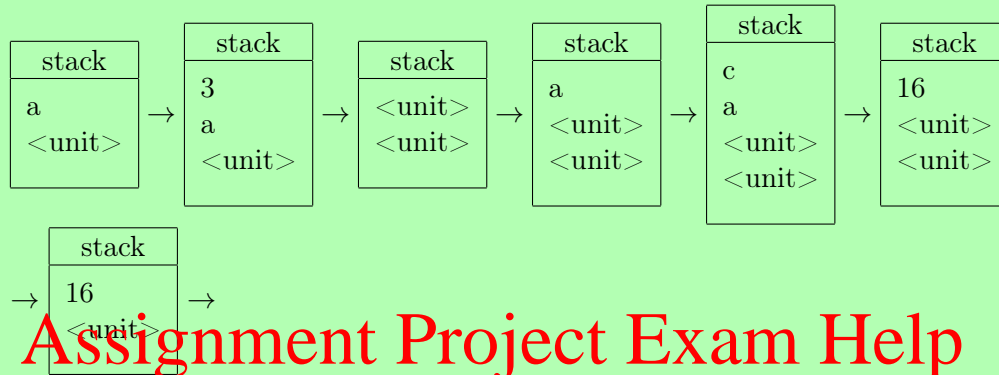 stack
a
<unit>
→
stack
3
a
<unit>
→
stack
<unit>
<unit>
→
stack
a
<unit>
<unit>
→
stack
c
a
<unit>
<unit>
→
stack
16
<unit>
<unit>
→
stack
16
<unit>
→
Assignment Project Exam Help